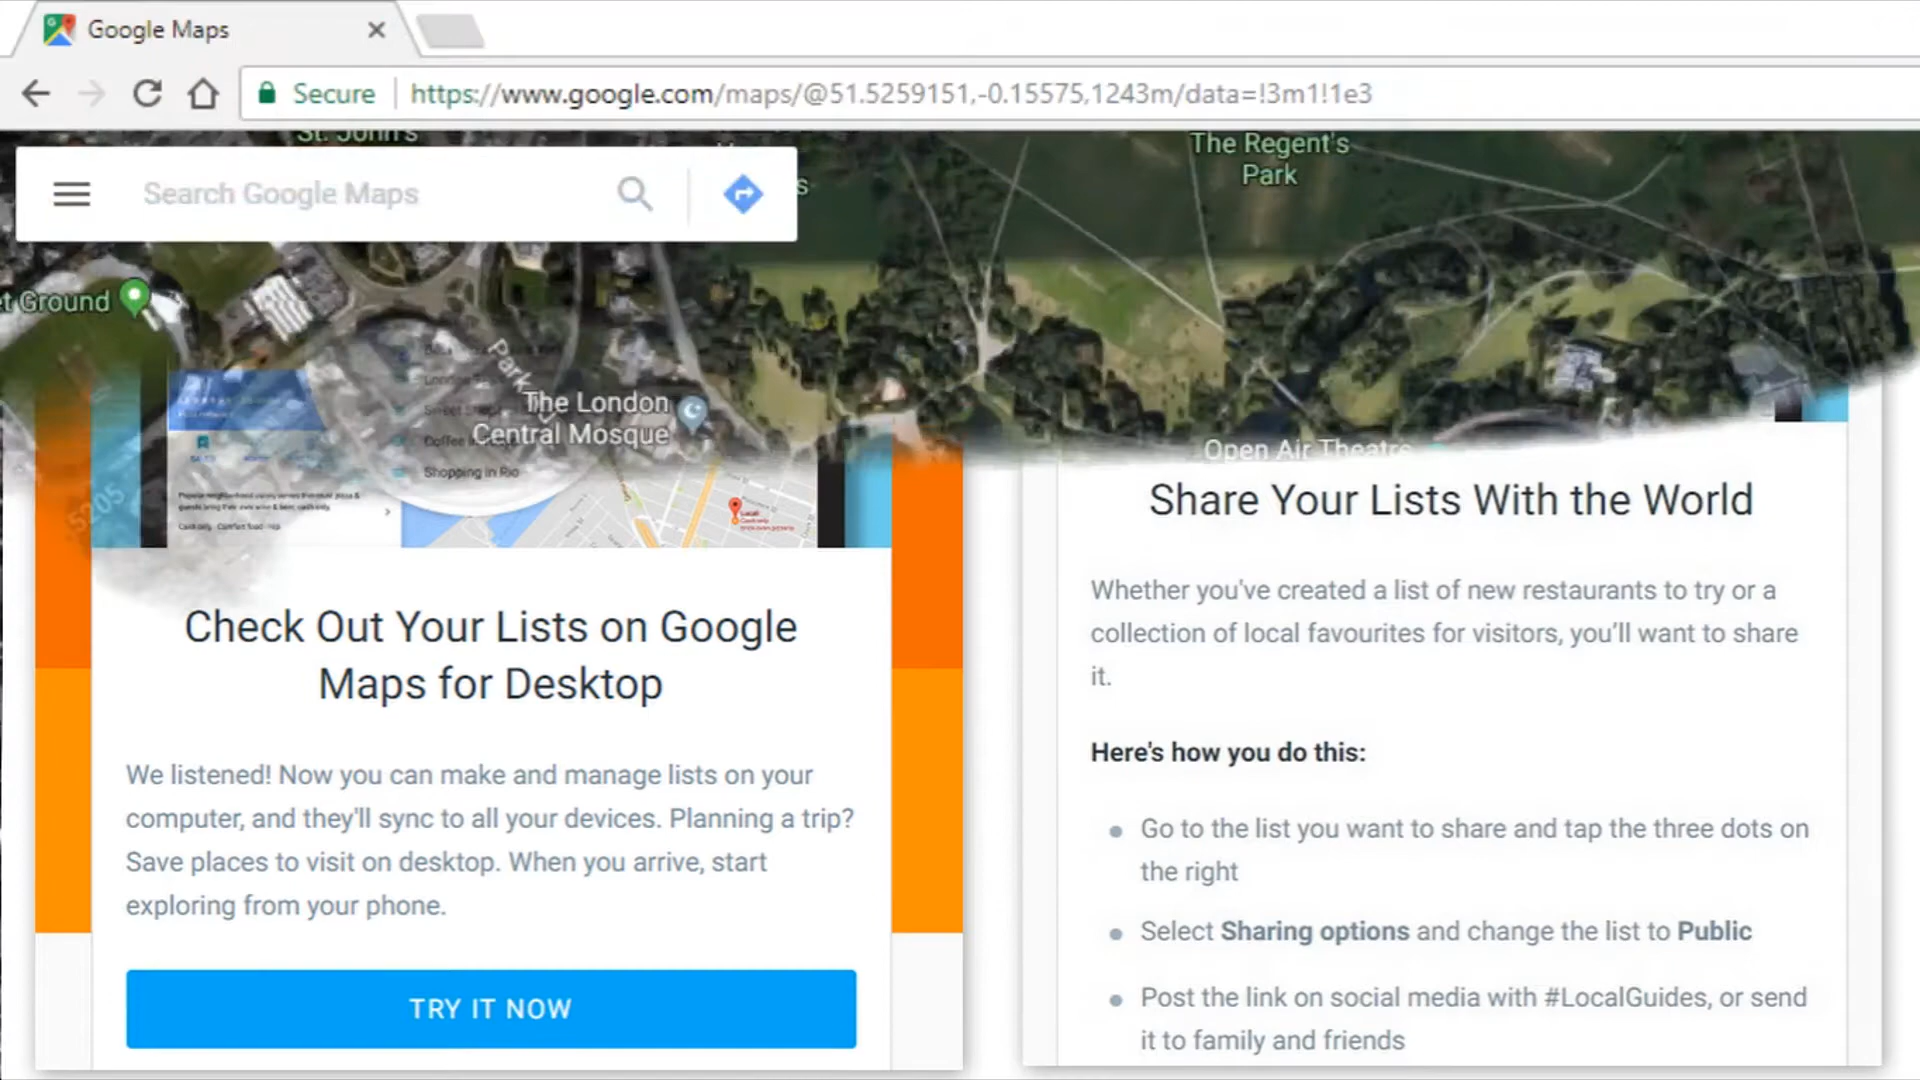 Google Maps
Secure
https://www.google.com/maps/@51.5259151,-0.15575,1243m/data=!3m1!1e3
St. John's
The Regent's
Park
Search Google Maps
et Ground
Park
The London
Central Mosque
Coffee
Shopping in Rio
5205
Open Air Theatre
Check Out Your Lists on Google
Maps for Desktop
We listened! Now you can make and manage lists on your
computer, and they'll sync to all your devices. Planning a trip?
Save places to visit on desktop. When you arrive, start
exploring from your phone.
TRY IT NOW
Share Your Lists With the World
Whether you've created a list of new restaurants to try or a
collection of local favourites for visitors, you’ll want to share
it.
Here's how you do this:
Go to the list you want to share and tap the three dots on
the right
Select Sharing options and change the list to Public
Post the link on social media with #LocalGuides, or send
it to family and friends